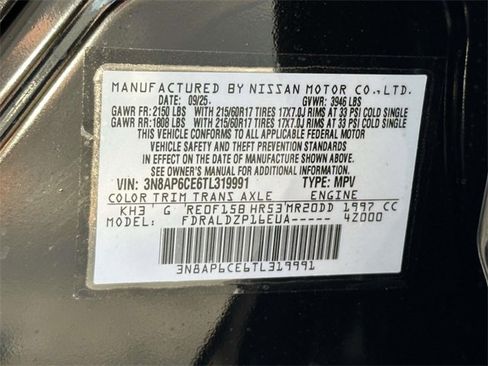 MANUFACTURED BY NISSAN MOTOR CO.,LTD.
DATE: 09/25 GVWR: 3946 LBS
GAWR FR: 2150 LBS WITH 215/60R17 TIRES 17X7.0J RIMS AT 33 PSI COLD SINGLE
GAWR RR: 1808 LBS WITH 215/60R17 TIRES 17X7.0J RIMS AT 33 PSI COLD SINGLE
THIS VEHICLE CONFORMS TO ALL APPLICABLE FEDERAL MOTOR
VEHICLE SAFETY AND THEFT PREVENTION STANDARDS IN
EFFECT ON THE DATE OF MANUFACTURE SHOWN ABOVE.
SEE OWNER'S MANUAL FOR ADDITIONAL INFORMATION.
VIN: 3N8AP6CE6TL319991 TYPE: MPV
COLOR TRIM TRANS AXLE ENGINE
KH3 G RE0F15B HR53 MR20DD 1997 CC
MODEL: FDRALDZP16EUA----- 42000
3N8AP6CE6TL319991